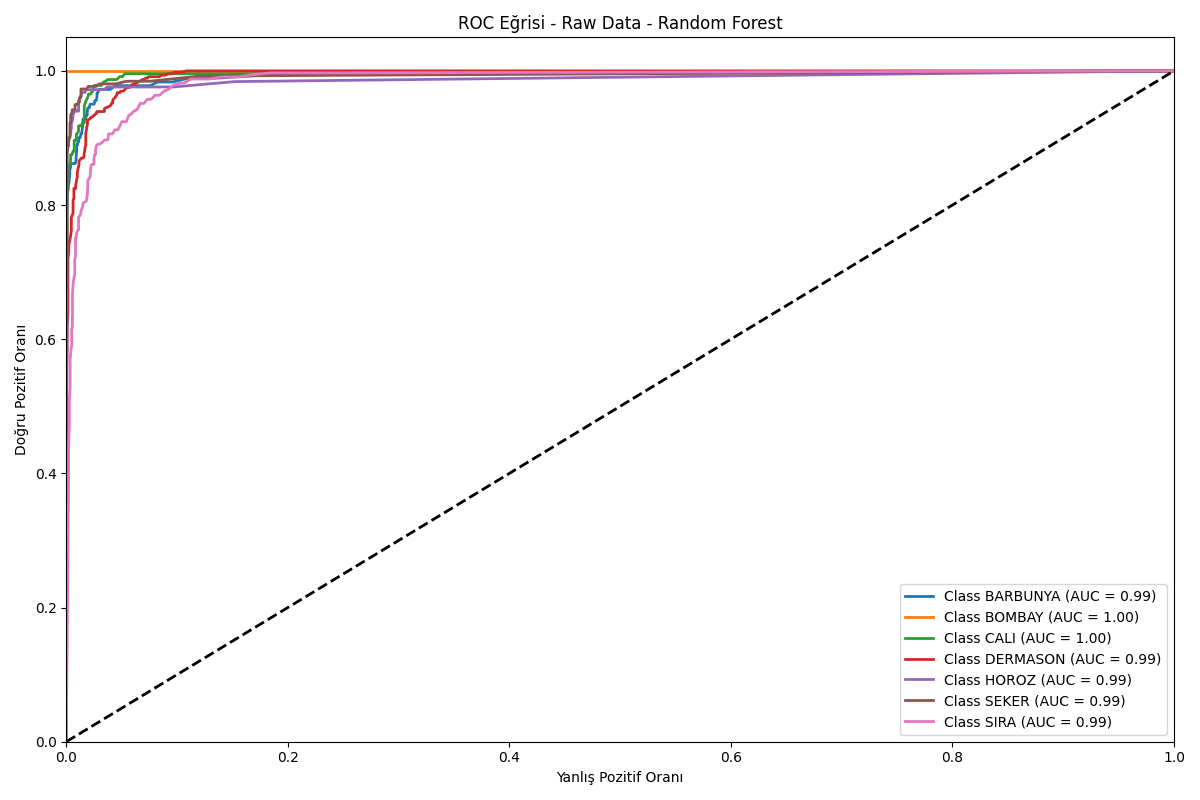 ROC Eğrisi - Raw Data - Random Forest
Doğru Pozitif Oranı
1.0
0.8
0.6
0.4
0.2
0.0
Class BARBUNYA (AUC = 0.99)
Class BOMBAY (AUC = 1.00)
Class CALI (AUC = 1.00)
Class DERMASON (AUC = 0.99)
Class HOROZ (AUC = 0.99)
Class SEKER (AUC = 0.99)
Class SIRA (AUC = 0.99)
0.0 0.2 0.4 0.6 0.8 1.0
Yanlış Pozitif Oranı